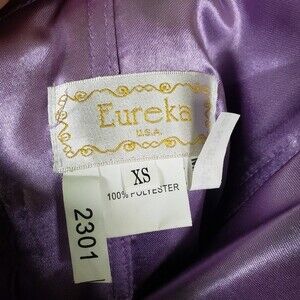 Eureka
U.S.A.
XS
100% POLYESTER
2301